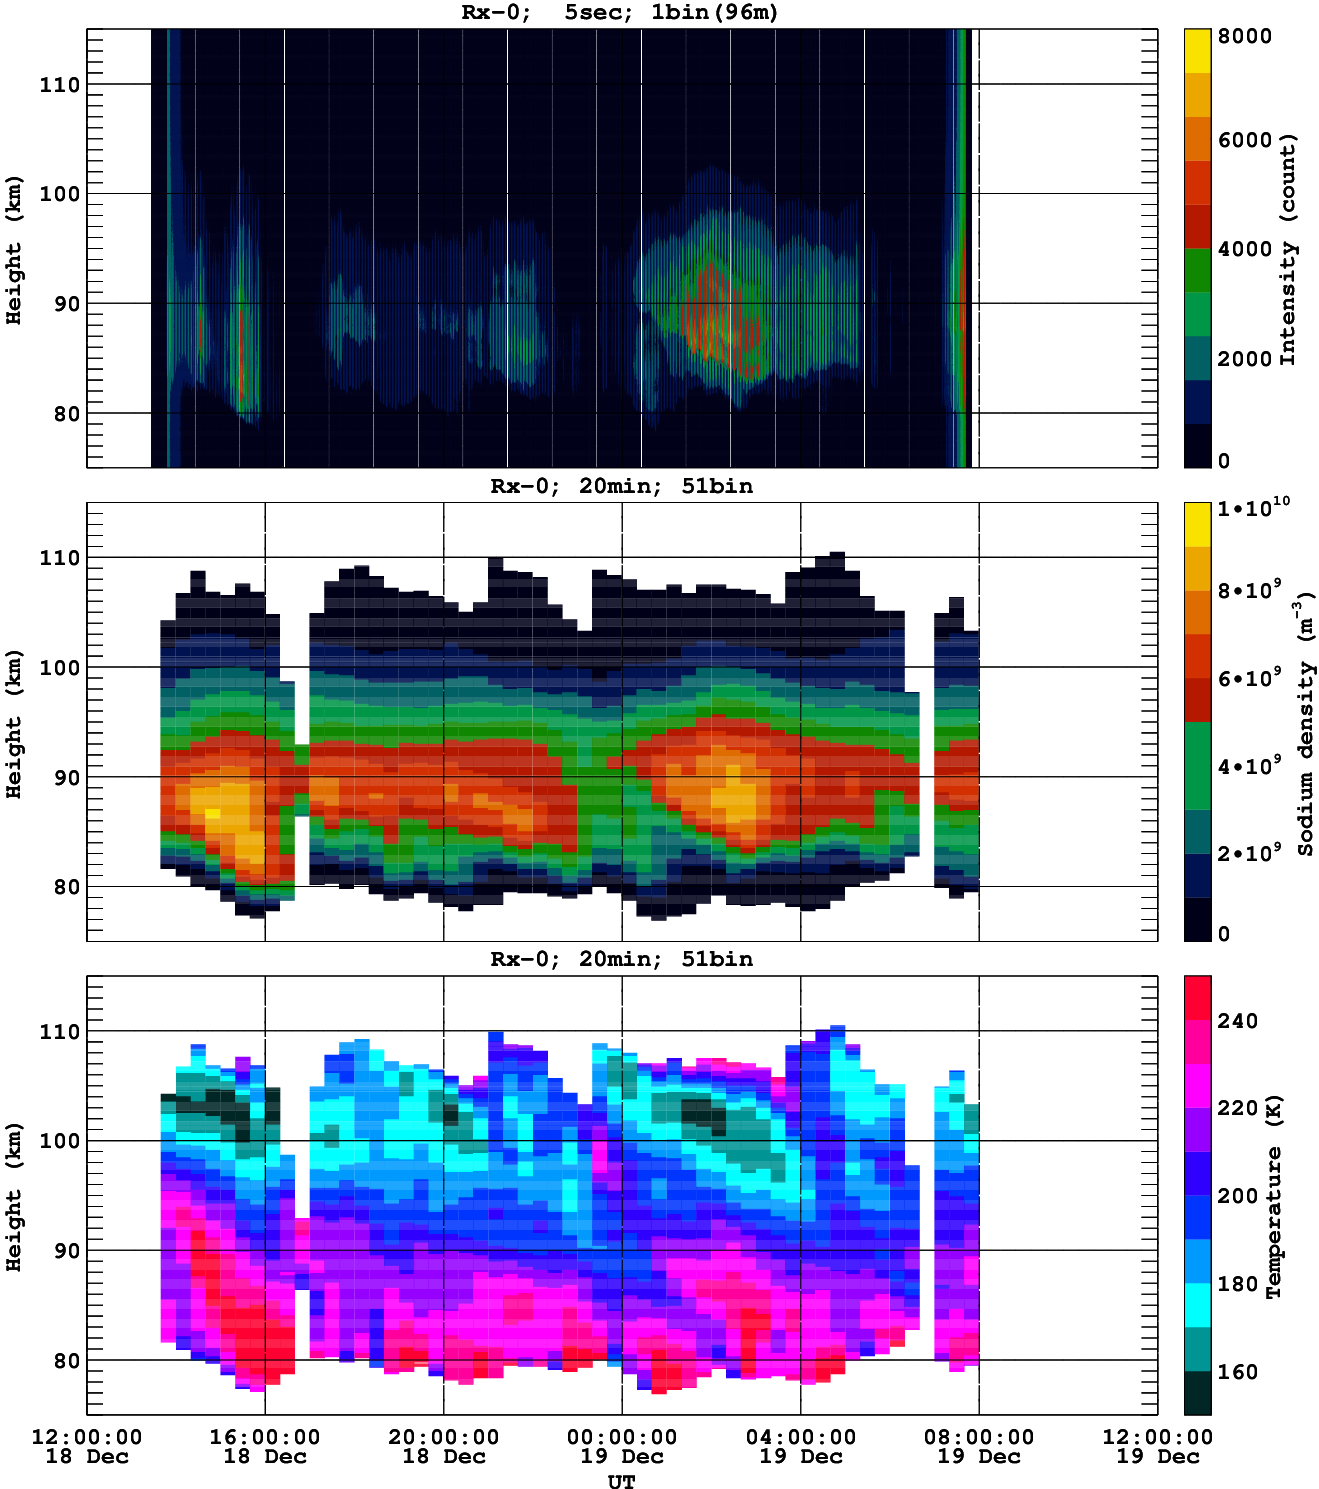 Rx-0;  5sec; 1bin(96m)
110
100
90
80
Height (km)
8000
6000
4000
2000
0
Intensity (count)
Rx-0; 20min; 51bin
110
100
90
80
Height (km)
1•10¹⁰
8•10⁹
6•10⁹
4•10⁹
2•10⁹
0
Sodium density (m⁻³)
Rx-0; 20min; 51bin
110
100
90
80
Height (km)
240
220
200
180
160
Temperature (K)
12:00:00 16:00:00 20:00:00 00:00:00 04:00:00 08:00:00 12:00:00
18 Dec 18 Dec 18 Dec 19 Dec 19 Dec 19 Dec 19 Dec
UT